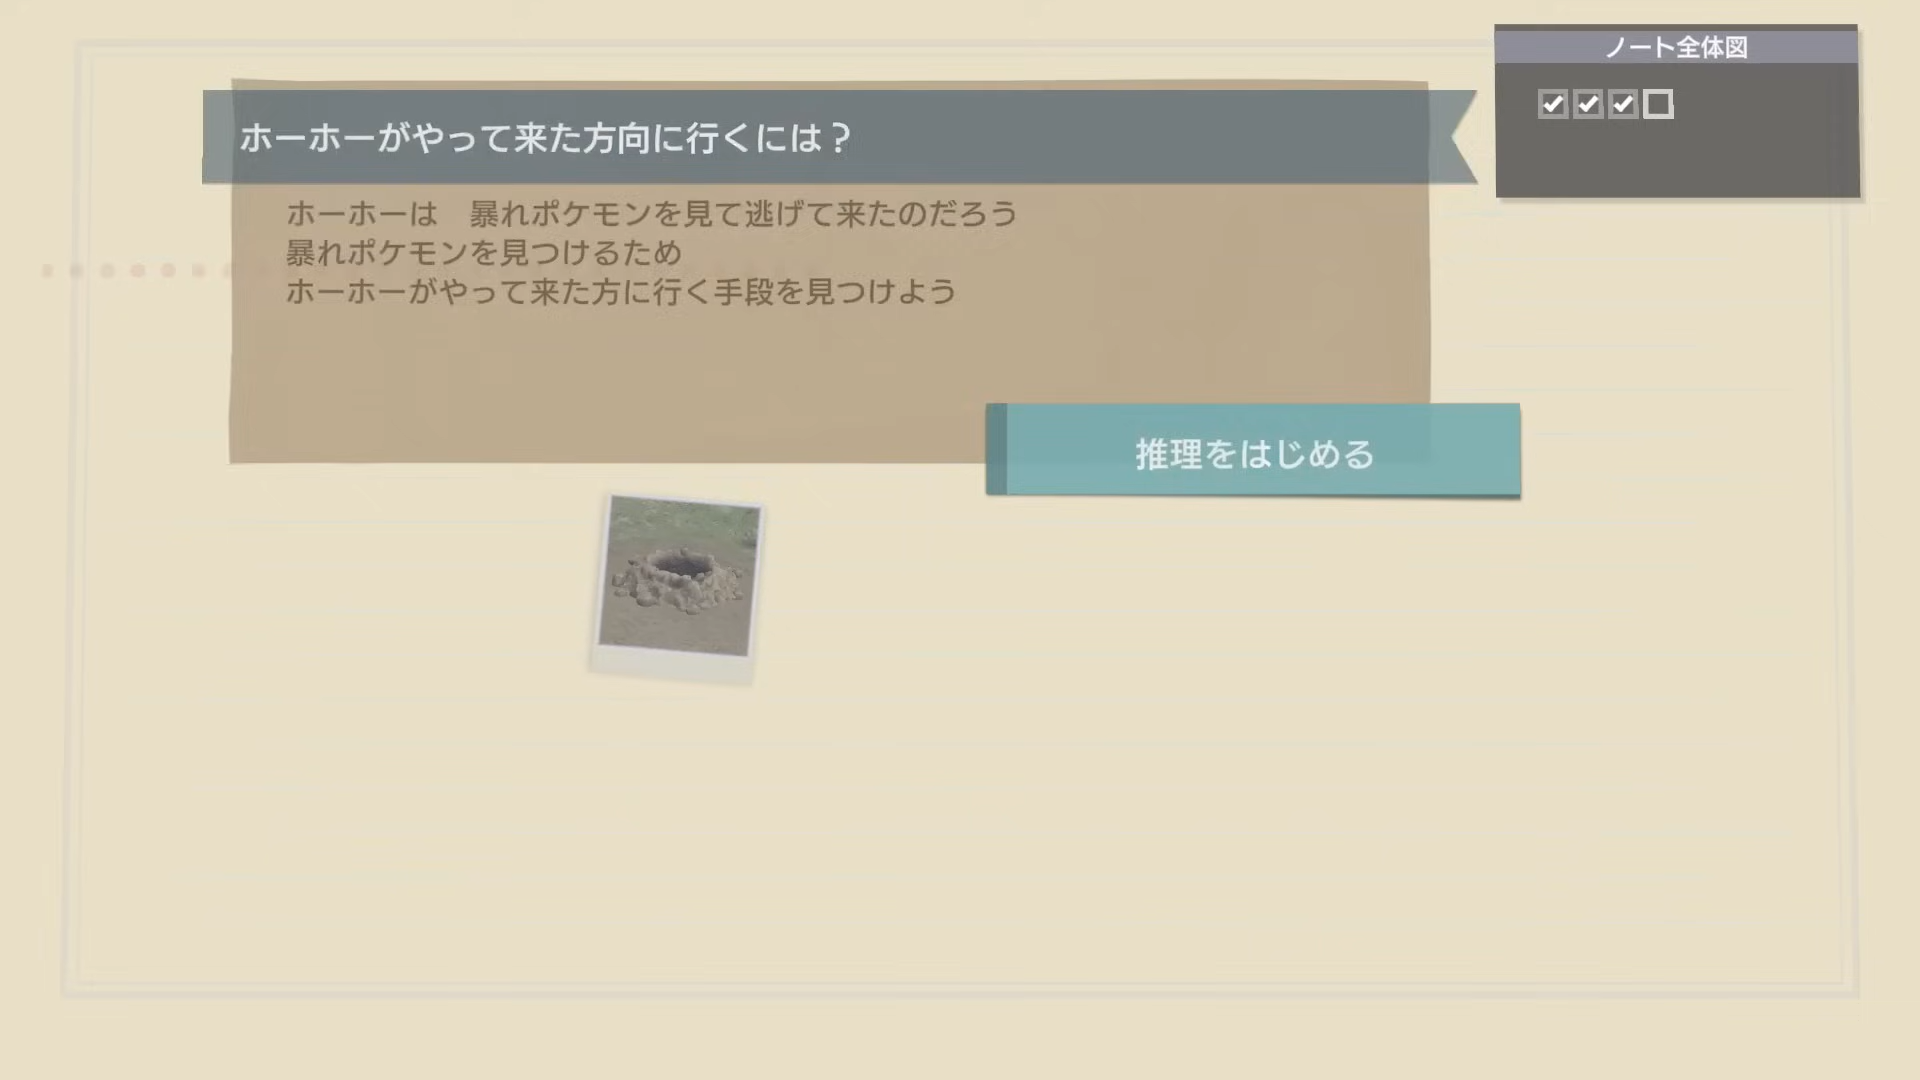 ノート全体図
ホーホーがやって来た方向に行くには？
ホーホーは　暴れポケモンを見て逃げて来たのだろう
暴れポケモンを見つけるため
ホーホーがやって来た方に行く手段を見つけよう
推理をはじめる